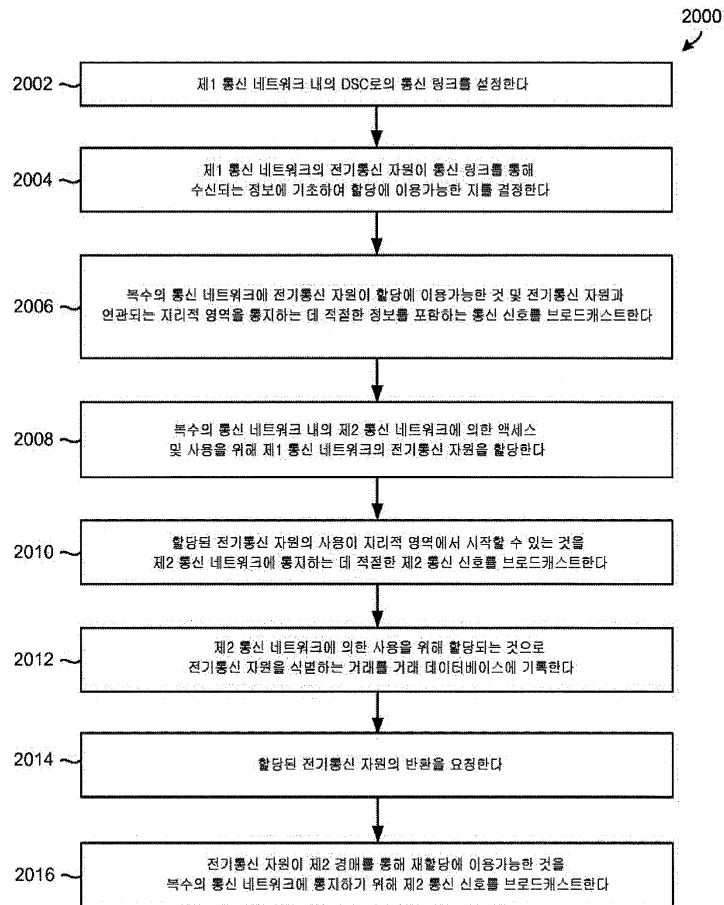 2000
2002
제1 통신 네트워크 내의 DSC로의 통신 링크를 설정한다
2004
제1 통신 네트워크의 전기통신 자원이 통신 링크를 통해
수신되는 정보에 기초하여 할당에 이용가능한 지를 결정한다
2006
복수의 통신 네트워크에 전기통신 자원이 할당에 이용가능한 것 및 전기통신 자원과
연관되는 지리적 영역을 통지하는 데 적절한 정보를 포함하는 통신 신호를 브로드캐스트한다
2008
복수의 통신 네트워크 내의 제2 통신 네트워크에 의한 액세스
및 사용을 위해 제1 통신 네트워크의 전기통신 자원을 할당한다
2010
할당된 전기통신 자원의 사용이 지리적 영역에서 시작할 수 있는 것을
제2 통신 네트워크에 통지하는 데 적절한 제2 통신 신호를 브로드캐스트한다
2012
제2 통신 네트워크에 의한 사용을 위해 할당되는 것으로
전기통신 자원을 식별하는 거래를 거래 데이터베이스에 기록한다
2014
할당된 전기통신 자원의 반환을 요청한다
2016
전기통신 자원이 제2 경매를 통해 재할당에 이용가능한 것을
복수의 통신 네트워크에 통지하기 위해 제2 통신 신호를 브로드캐스트한다